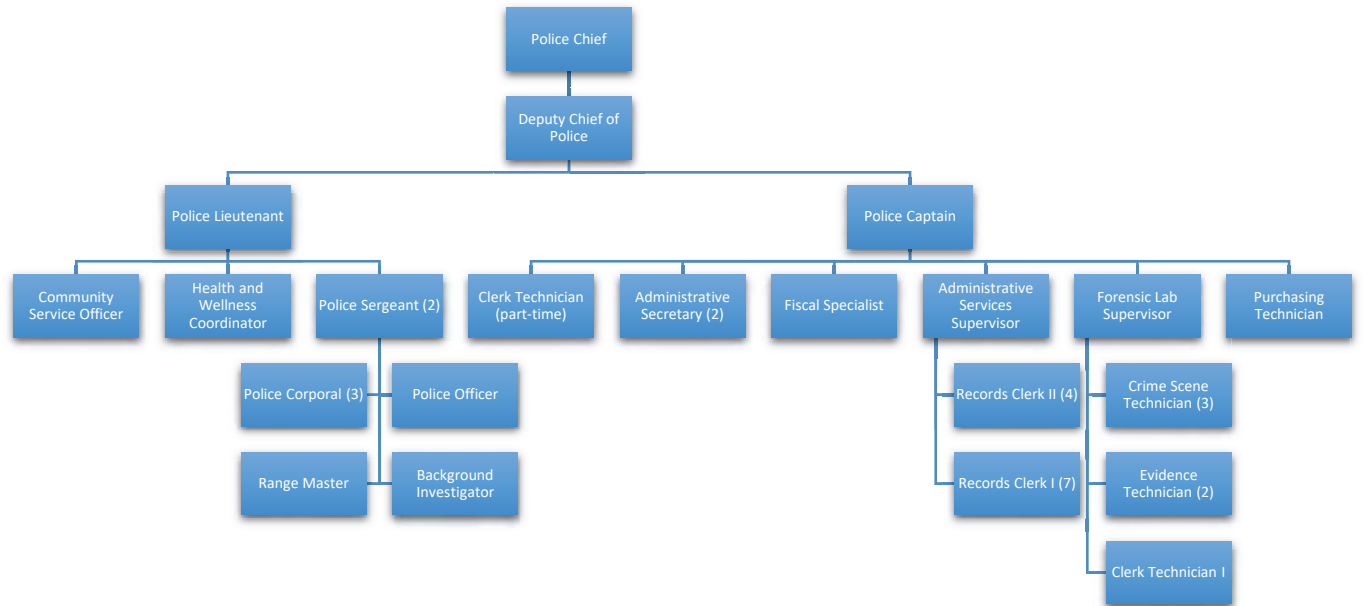 Police Chief
Deputy Chief of
Police
Police Lieutenant
Police Captain
Community
Service Officer
Health and
Wellness
Coordinator
Police Sergeant (2)
Clerk Technician
(part-time)
Administrative
Secretary (2)
Fiscal Specialist
Administrative
Services
Supervisor
Forensic Lab
Supervisor
Purchasing
Technician
Police Corporal (3)
Police Officer
Records Clerk II (4)
Crime Scene
Technician (3)
Range Master
Background
Investigator
Records Clerk I (7)
Evidence
Technician (2)
Clerk Technician I